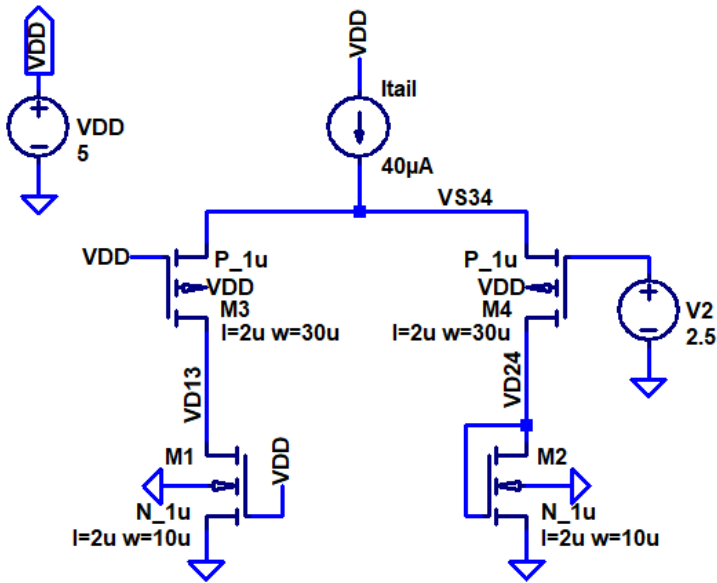 VDD
VDD
5
VDD
Itail
40µA
VS34
VDD
P_1u
VDD
M3
l=2u w=30u
P_1u
VDD
M4
l=2u w=30u
V2
2.5
VD13
VD24
M1
VDD
N_1u
l=2u w=10u
M2
N_1u
l=2u w=10u